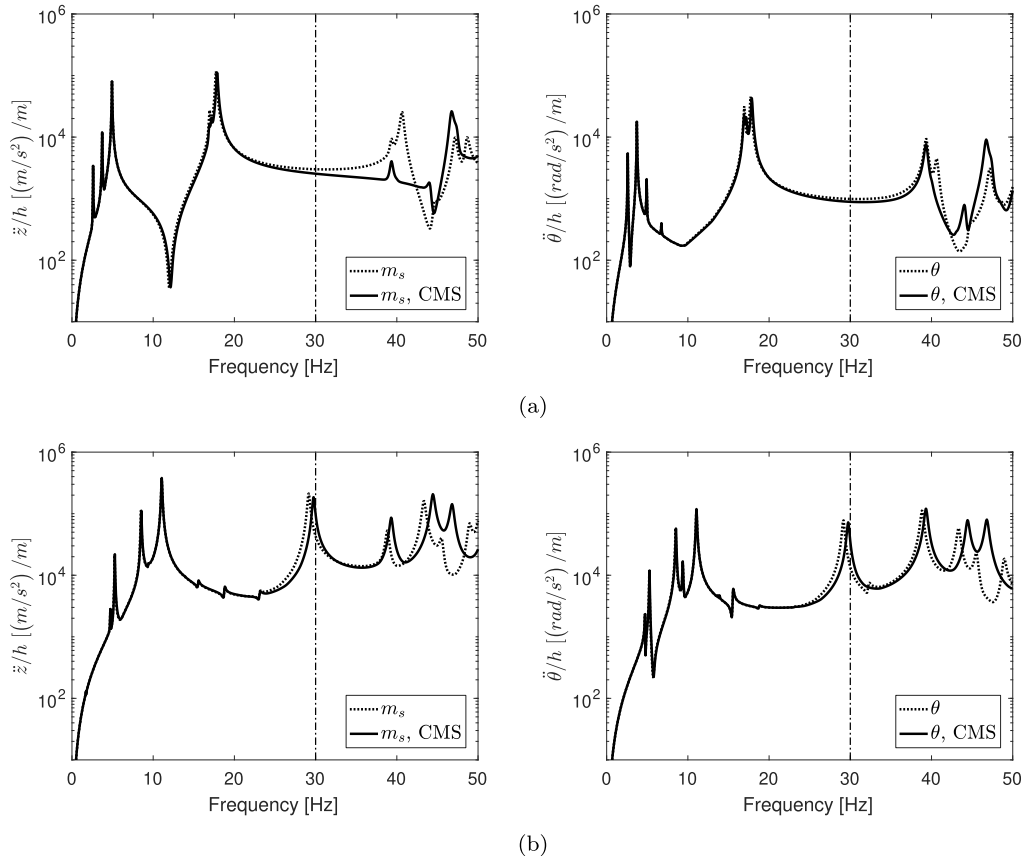 10^6
10^4
10^2
z̈/h [(m/s^2) /m]
m_s
m_s, CMS
0 10 20 30 40 50
Frequency [Hz]
10^6
10^4
10^2
θ̈/h [(rad/s^2) /m]
θ
θ, CMS
0 10 20 30 40 50
Frequency [Hz]
(a)
10^6
10^4
10^2
z̈/h [(m/s^2) /m]
m_s
m_s, CMS
0 10 20 30 40 50
Frequency [Hz]
10^6
10^4
10^2
θ̈/h [(rad/s^2) /m]
θ
θ, CMS
0 10 20 30 40 50
Frequency [Hz]
(b)